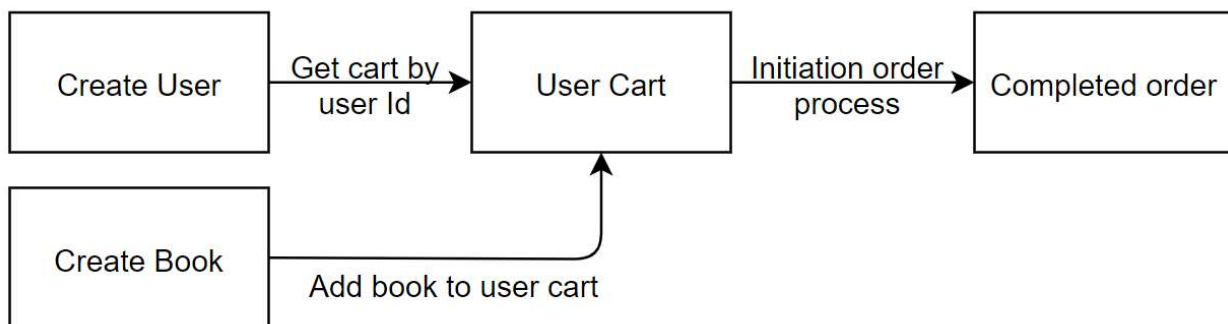 Create User
Get cart by
user Id
User Cart
Initiation order
process
Completed order
Create Book
Add book to user cart